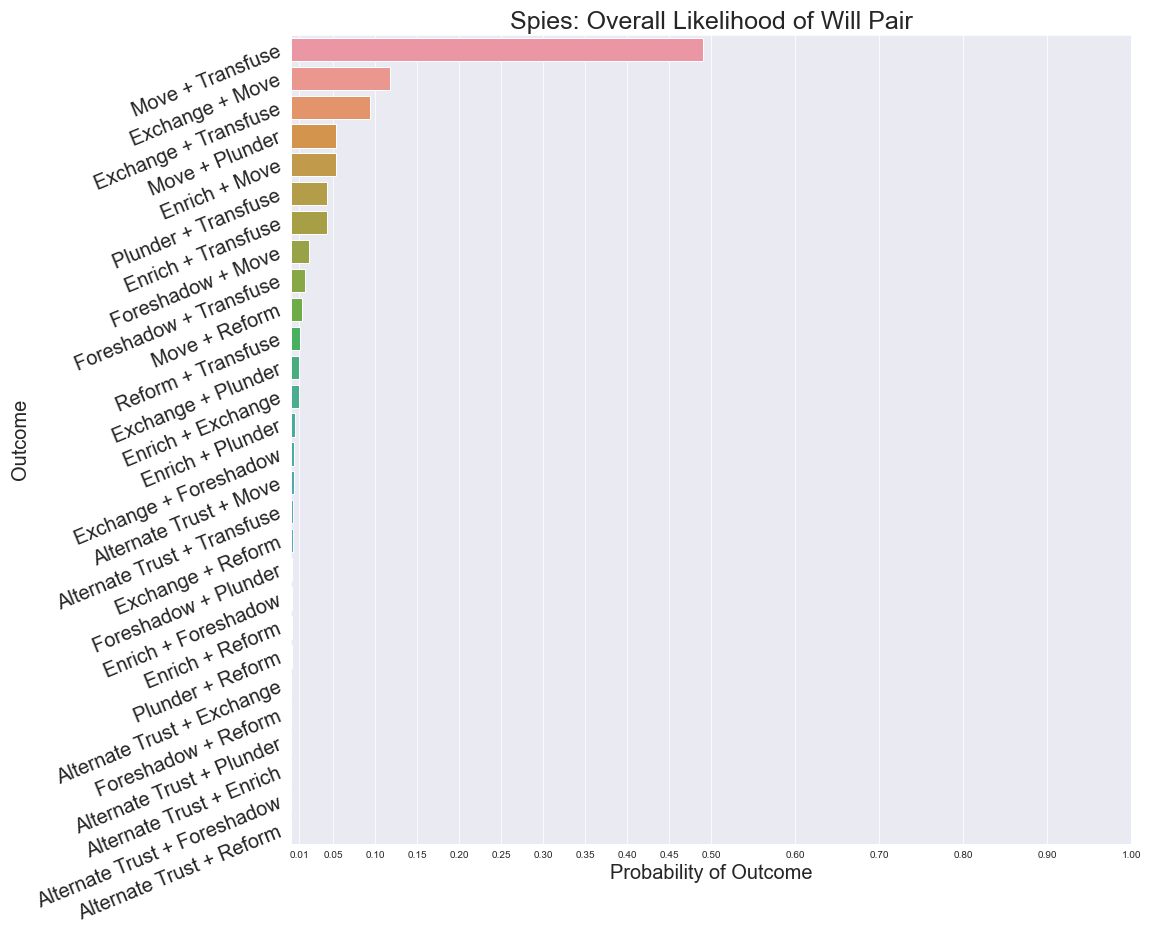 Spies: Overall Likelihood of Will Pair
Move + Transfuse
Exchange + Move
Exchange + Transfuse
Move + Plunder
Enrich + Move
Plunder + Transfuse
Enrich + Transfuse
Foreshadow + Move
Foreshadow + Transfuse
Move + Reform
Reform + Transfuse
Exchange + Plunder
Enrich + Exchange
Enrich + Plunder
Exchange + Foreshadow
Alternate Trust + Move
Alternate Trust + Transfuse
Exchange + Reform
Foreshadow + Plunder
Enrich + Foreshadow
Enrich + Reform
Plunder + Reform
Alternate Trust + Exchange
Foreshadow + Reform
Alternate Trust + Plunder
Alternate Trust + Enrich
Alternate Trust + Foreshadow
Alternate Trust + Reform
Outcome
0.01 0.05 0.10 0.15 0.20 0.25 0.30 0.35 0.40 0.45 0.50 0.60 0.70 0.80 0.90 1.00
Probability of Outcome